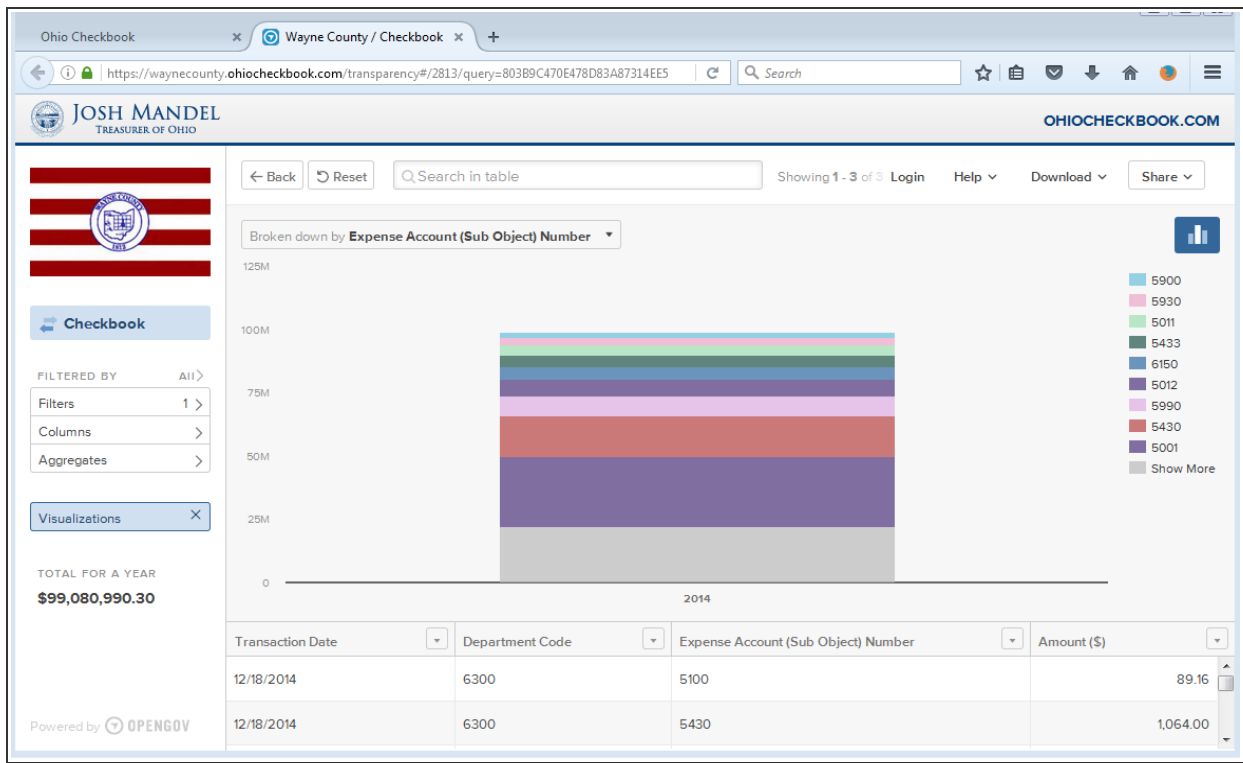 Ohio Checkbook
Wayne County / Checkbook
https://waynecounty.ohiocheckbook.com/transparency#/2813/query=803B9C470E478D83A87314EE5
Search
JOSH MANDEL
TREASURER OF OHIO
OHIOCHECKBOOK.COM
WAYNE COUNTY
1812
Back
Reset
Search in table
Showing 1 - 3 of 3
Login
Help
Download
Share
Checkbook
FILTERED BY
All
Filters
1
Columns
Aggregates
Visualizations
TOTAL FOR A YEAR
$99,080,990.30
Powered by OPENGOV
Broken down by Expense Account (Sub Object) Number
125M
100M
75M
50M
25M
0
2014
5900
5930
5011
5433
6150
5012
5990
5430
5001
Show More
Transaction Date Department Code Expense Account (Sub Object) Number Amount ($)
12/18/2014 6300 5100 89.16
12/18/2014 6300 5430 1,064.00